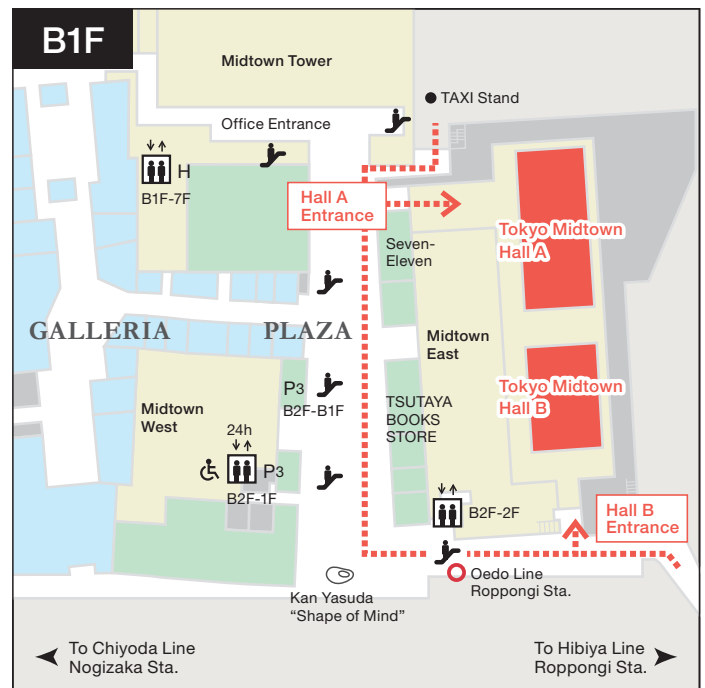 B1F
Midtown Tower
TAXI Stand
Office Entrance
H
B1F-7F
Hall A
Entrance
Tokyo Midtown
Hall A
Seven-
Eleven
GALLERIA
PLAZA
Midtown
East
Tokyo Midtown
Hall B
P3
B2F-B1F
TSUTAYA
BOOKS
STORE
Midtown
West
24h
P3
B2F-1F
B2F-2F
Hall B
Entrance
Oedo Line
Roppongi Sta.
Kan Yasuda
“Shape of Mind”
To Chiyoda Line
Nogizaka Sta.
To Hibiya Line
Roppongi Sta.